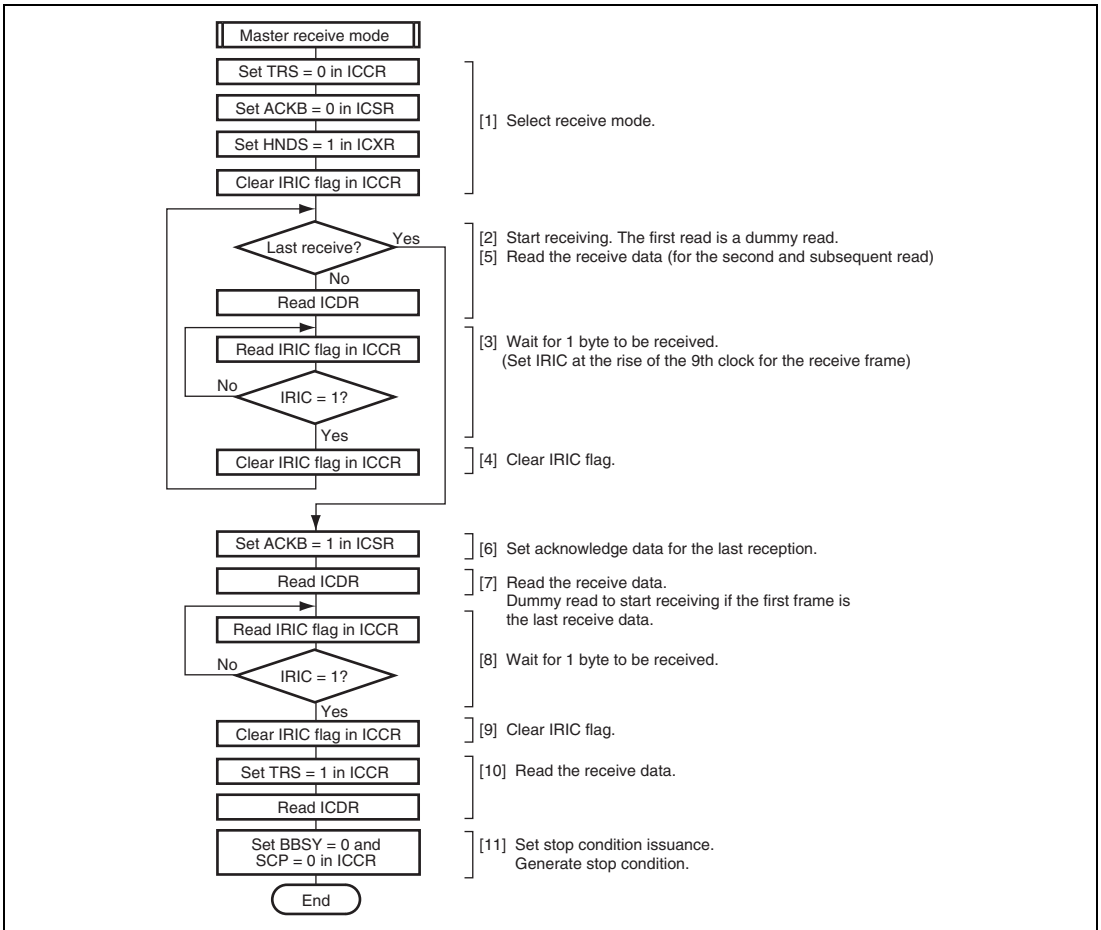 Master receive mode
Set TRS = 0 in ICCR
Set ACKB = 0 in ICSR
[1] Select receive mode.
Set HNDS = 1 in ICXR
Clear IRIC flag in ICCR
Last receive?
Yes
[2] Start receiving. The first read is a dummy read.
[5] Read the receive data (for the second and subsequent read)
No
Read ICDR
Read IRIC flag in ICCR
[3] Wait for 1 byte to be received.
(Set IRIC at the rise of the 9th clock for the receive frame)
No
IRIC = 1?
Yes
Clear IRIC flag in ICCR
[4] Clear IRIC flag.
Set ACKB = 1 in ICSR
[6] Set acknowledge data for the last reception.
Read ICDR
[7] Read the receive data.
Dummy read to start receiving if the first frame is
the last receive data.
Read IRIC flag in ICCR
[8] Wait for 1 byte to be received.
No
IRIC = 1?
Yes
Clear IRIC flag in ICCR
[9] Clear IRIC flag.
Set TRS = 1 in ICCR
[10] Read the receive data.
Read ICDR
Set BBSY = 0 and
SCP = 0 in ICCR
[11] Set stop condition issuance.
Generate stop condition.
End